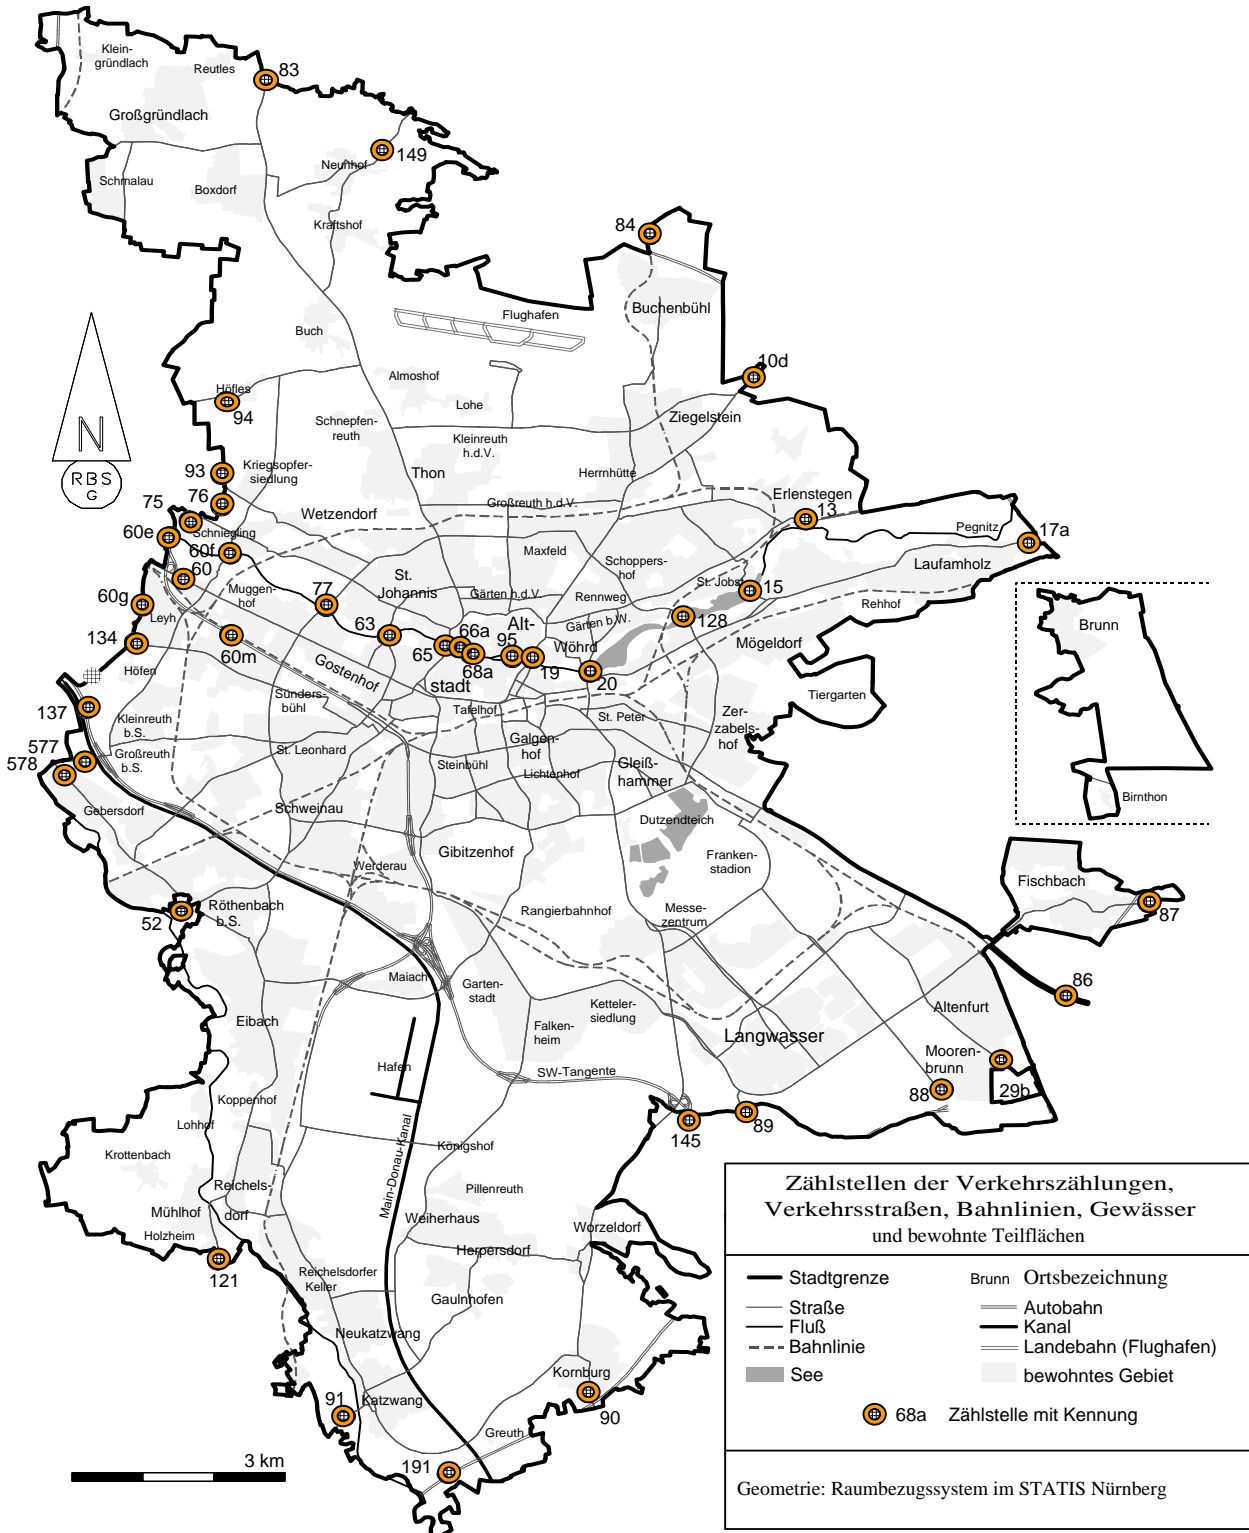 Klein-
gründlach
Reutles
83
Großgründlach
149
Neunhof
Schmalau
Boxdorf
Kraftshof
84
Buchenbühl
Flughafen
Buch
10d
Almoshof
Höfles
Lohe
94
Ziegelstein
Schnepfen-
reuth
Kleinreuth
h.d.V.
N
RBS
G
93
Kriegsopfer-
siedlung
Thon
Herrnhütte
Erlenstegen
75
76
Großreuth h.d.V.
13
Wetzendorf
Pegnitz
17a
60e
Schniegling
60f
Maxfeld
Schoppers-
hof
Laufamholz
60
St. Jobst
Muggen-
hof
77
St.
Johannis
Gärten h.d.V.
Rennweg
15
Rehhof
60g
Leyh
Alt-
Gärten b.W.
128
Brunn
134
60m
63
66a
95
Wöhrd
Mögeldorf
65
68a
19
Höfen
Gostenhof
stadt
20
Tiergarten
Sünders-
bühl
Tafelhof
137
Kleinreuth
b.S.
St. Peter
Zer-
zabels-
hof
577
578
Großreuth
b.S.
St. Leonhard
Steinbühl
Galgen-
hof
Lichtenhof
Gleiß-
hammer
Gebersdorf
Schweinau
Birnthon
Dutzendteich
Gibitzenhof
Franken-
stadion
Werderau
Fischbach
52
Röthenbach
b.S.
Rangierbahnhof
Messe-
zentrum
87
Maiach
Garten-
stadt
86
Ketteler-
siedlung
Altenfurt
Eibach
Falken-
heim
Langwasser
Hafen
SW-Tangente
Mooren-
brunn
88
29b
Koppenhof
89
145
Lohhof
Main-Donau-Kanal
Königshof
Krottenbach
Reichels-
dorf
Pillenreuth
Mühlhof
Weiherhaus
Worzeldorf
Holzheim
Herpersdorf
121
Reichelsdorfer
Keller
Gaulnhofen
Neukatzwang
Kornburg
91
Katzwang
90
Greuth
3 km
191
Zählstellen der Verkehrszählungen,
Verkehrsstraßen, Bahnlinien, Gewässer
und bewohnte Teilflächen
Stadtgrenze
Brunn Ortsbezeichnung
Straße
Autobahn
Fluß
Kanal
Bahnlinie
Landebahn (Flughafen)
See
bewohntes Gebiet
68a Zählstelle mit Kennung
Geometrie: Raumbezugssystem im STATIS Nürnberg